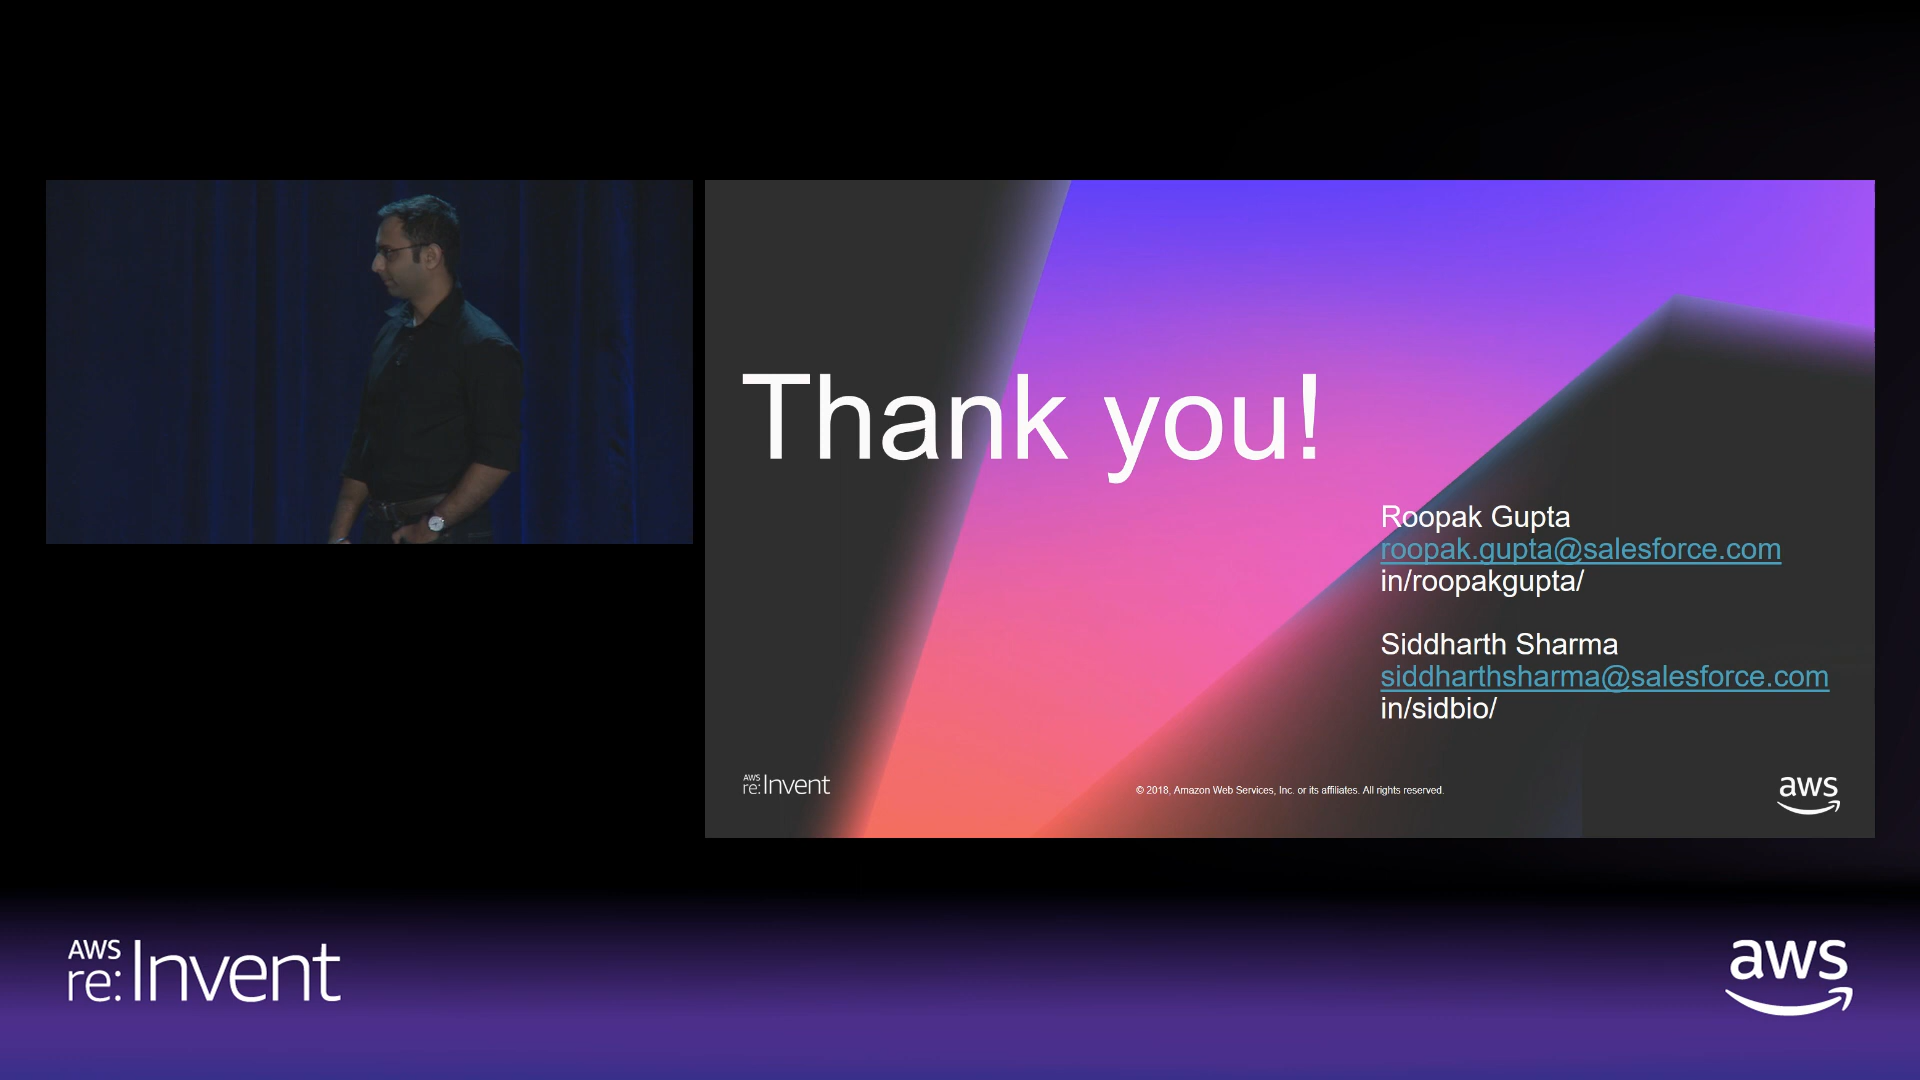 Thank you!
Roopak Gupta
roopak.gupta@salesforce.com
in/roopakgupta/
Siddharth Sharma
siddharthsharma@salesforce.com
in/sidbio/
AWS
re:Invent
© 2018, Amazon Web Services, Inc. or its affiliates. All rights reserved.
aws
AWS
re:Invent
aws